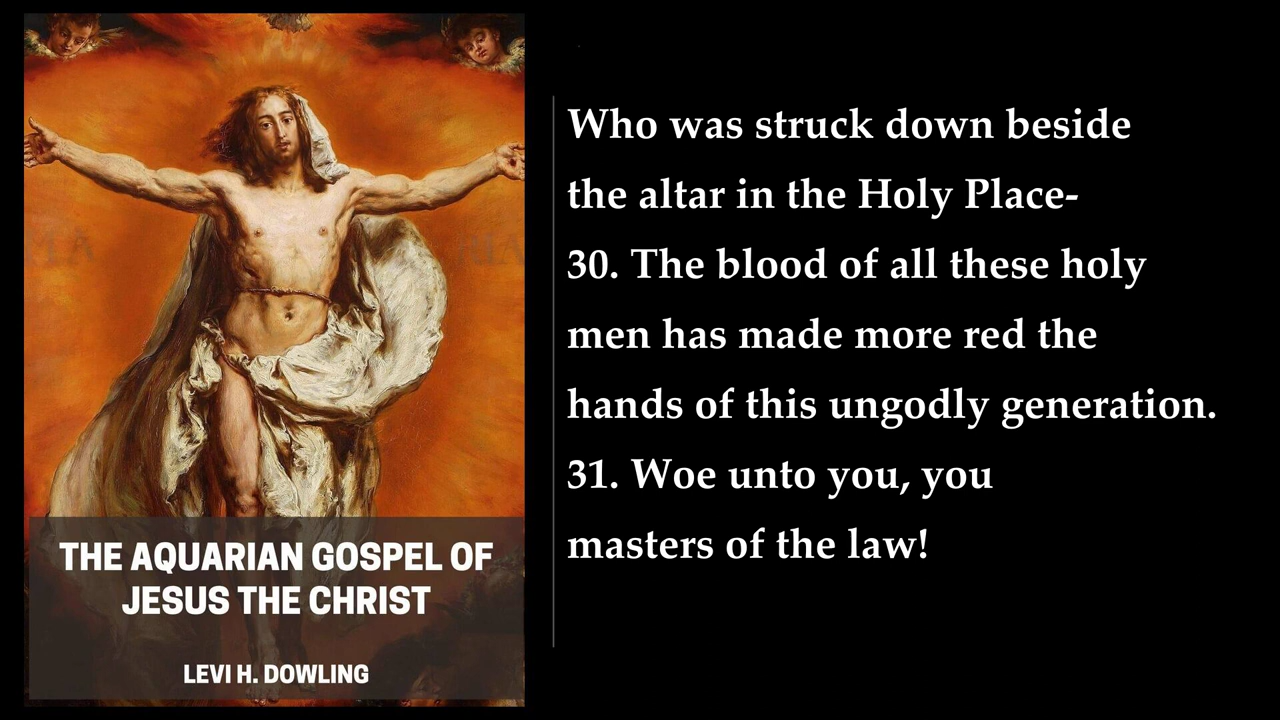 Who was struck down beside
the altar in the Holy Place-
30. The blood of all these holy
men has made more red the
hands of this ungodly generation.
31. Woe unto you, you
masters of the law!
THE AQUARIAN GOSPEL OF
JESUS THE CHRIST
LEVI H. DOWLING